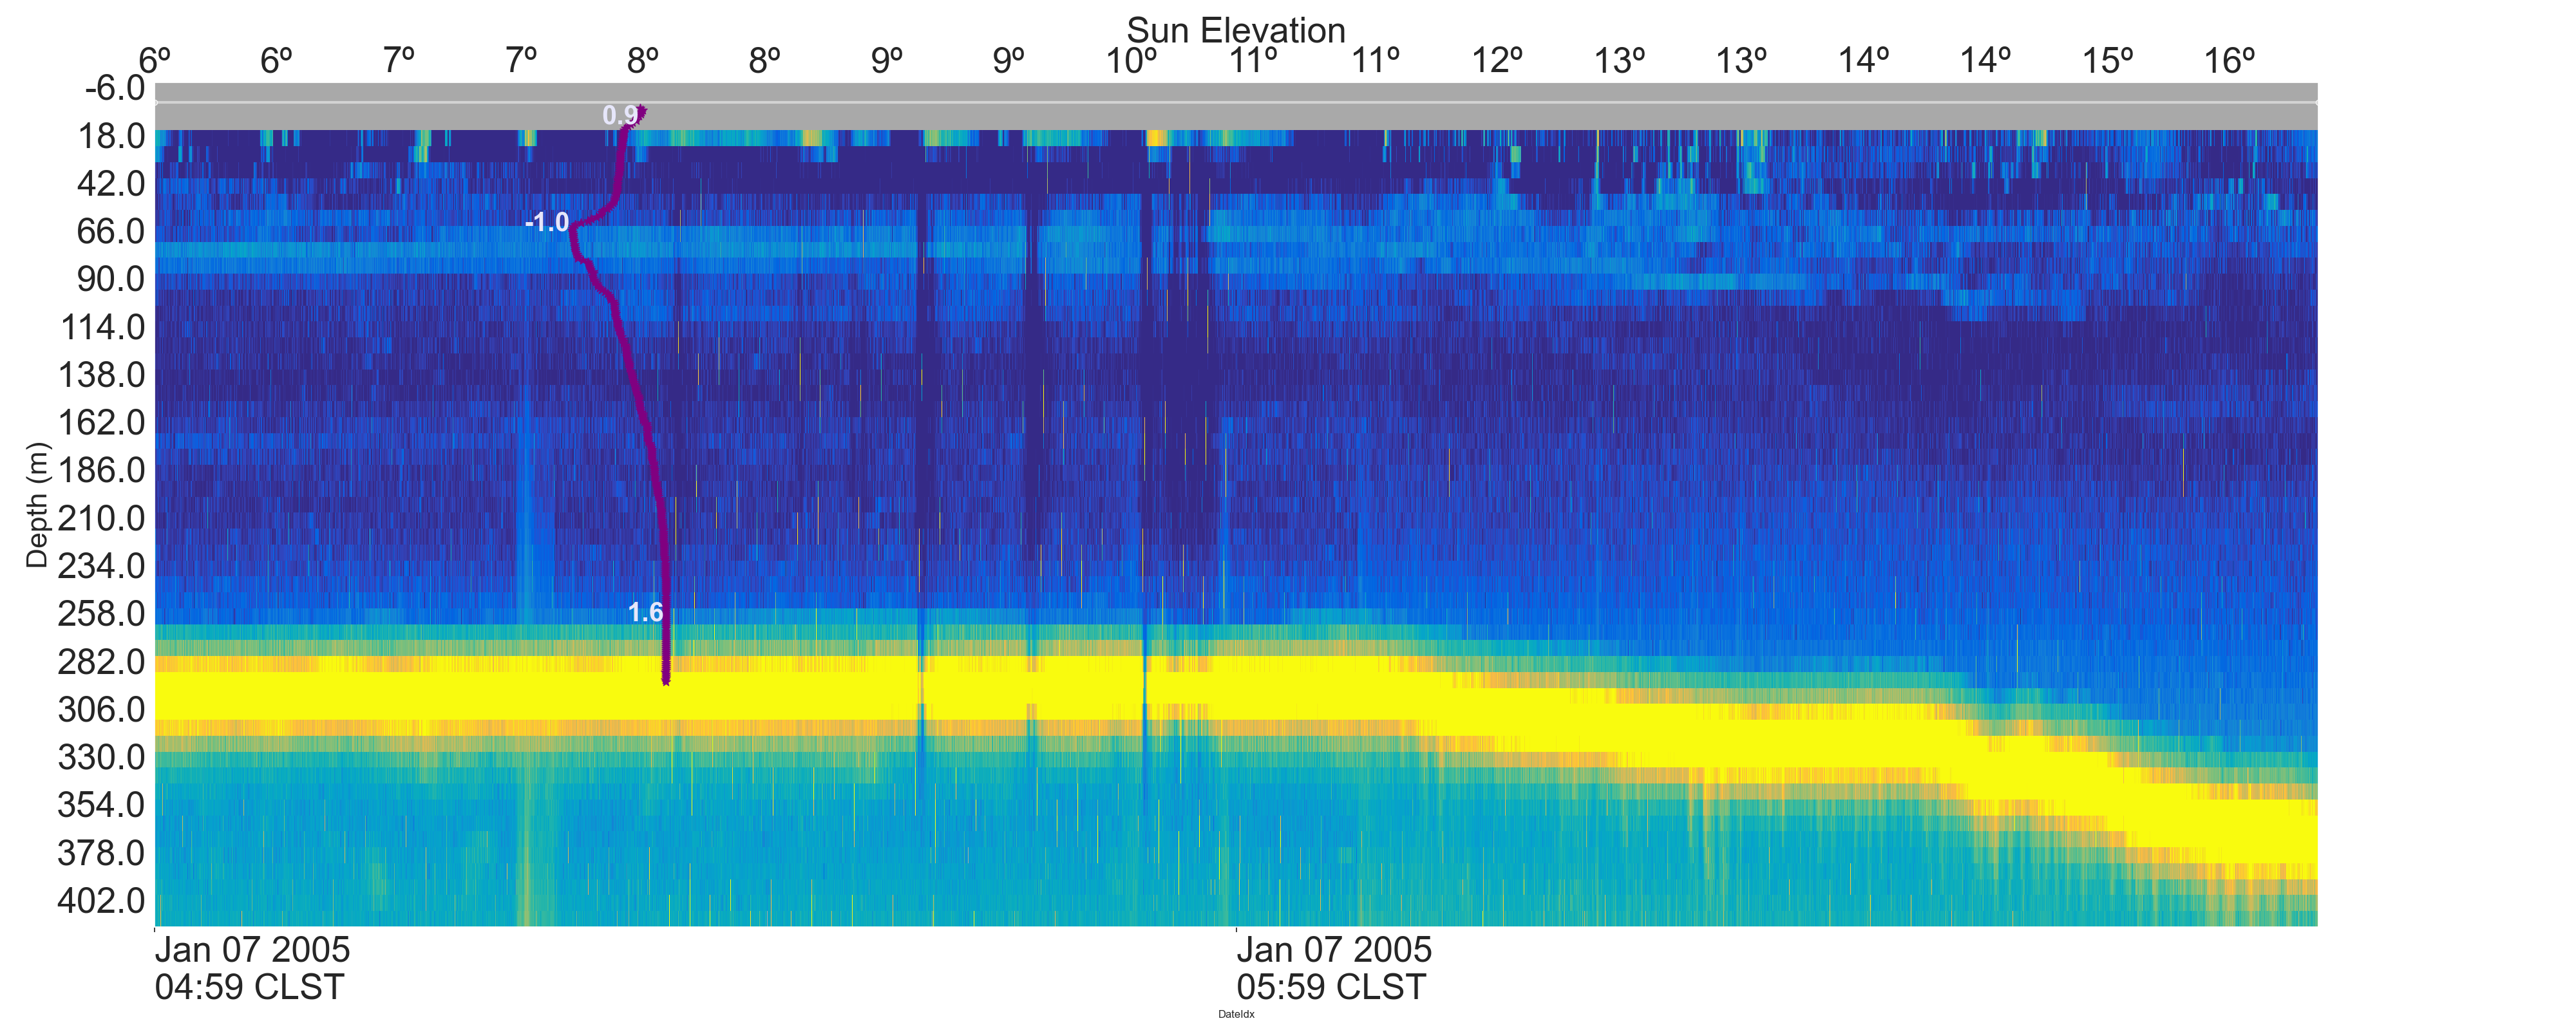 Sun Elevation
6º 6º 7º 7º 8º 8º 9º 9º 10º 11º 11º 12º 13º 13º 14º 14º 15º 16º
-6.0
0.9
18.0
42.0
-1.0
66.0
90.0
114.0
138.0
162.0
186.0
210.0
234.0
258.0
1.6
282.0
306.0
330.0
354.0
378.0
402.0
Depth (m)
Jan 07 2005
04:59 CLST
Jan 07 2005
05:59 CLST
DateIdx